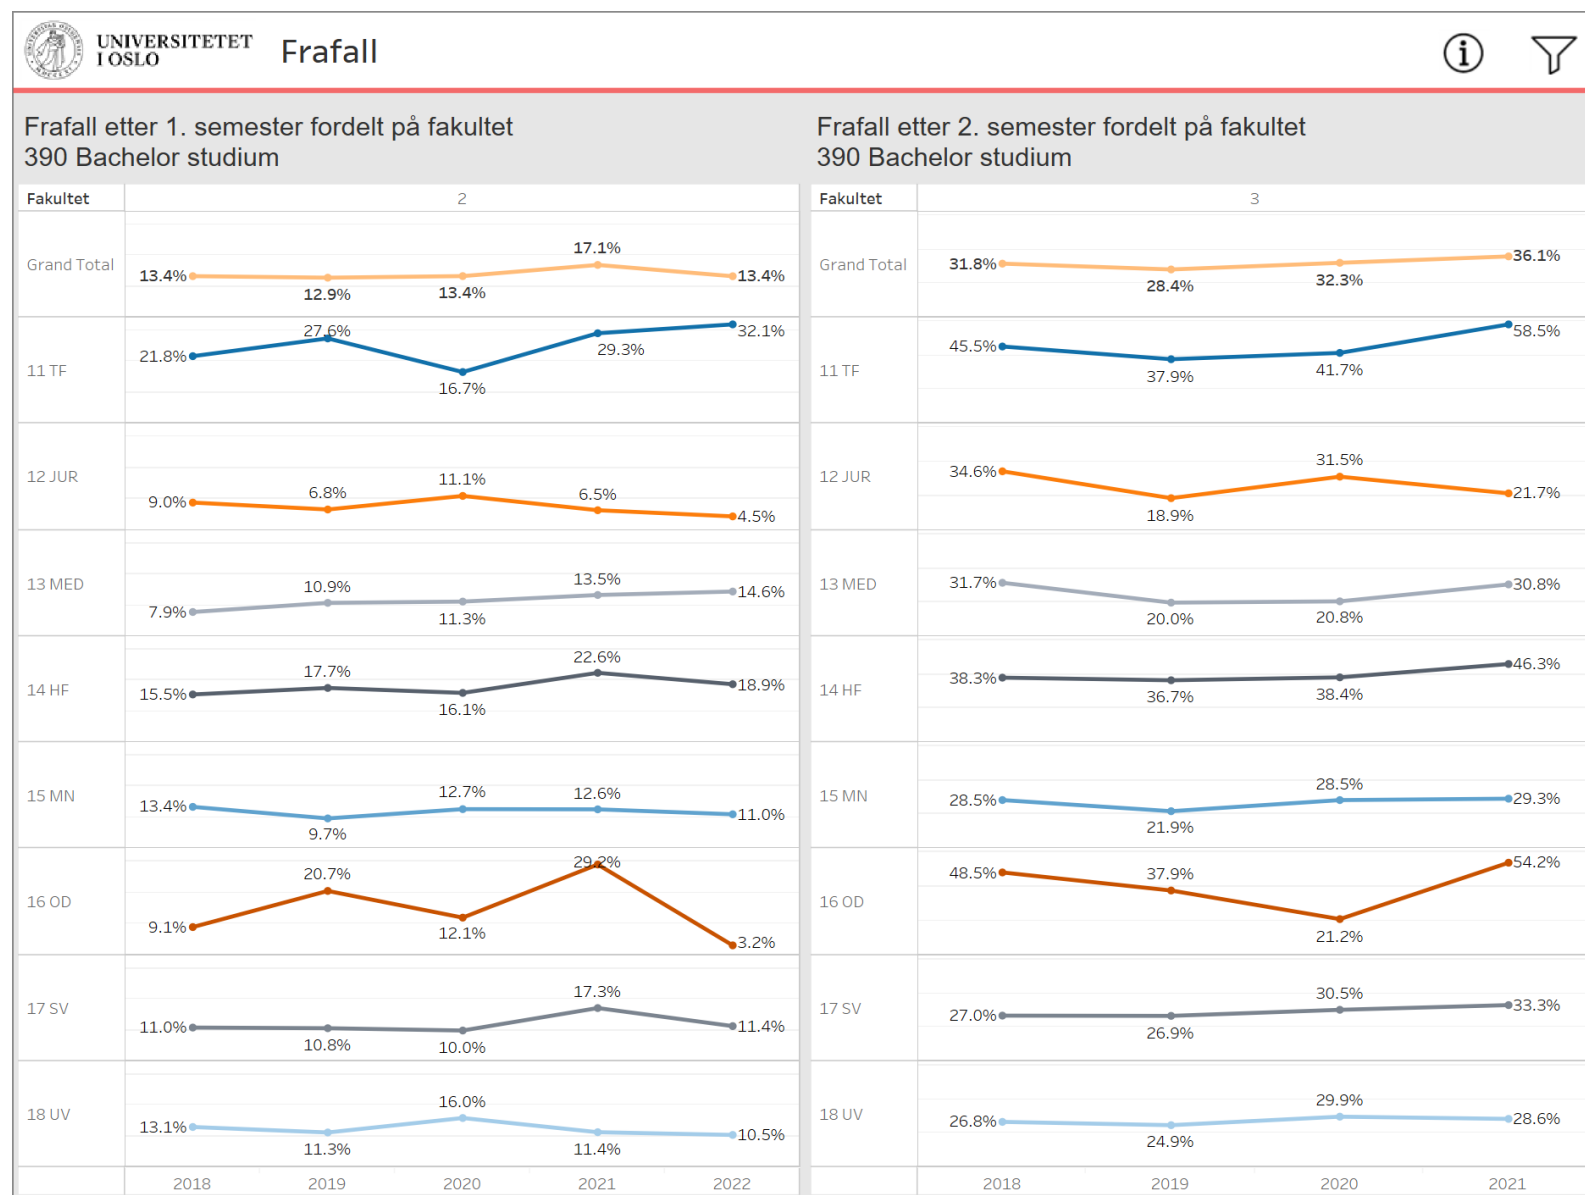 UNIVERSITETET
I OSLO
Frafall
Frafall etter 1. semester fordelt på fakultet
390 Bachelor studium
Fakultet
2
Grand Total
13.4%
12.9%
13.4%
17.1%
13.4%
11 TF
21.8%
27.6%
16.7%
29.3%
32.1%
12 JUR
9.0%
6.8%
11.1%
6.5%
4.5%
13 MED
7.9%
10.9%
11.3%
13.5%
14.6%
14 HF
15.5%
17.7%
16.1%
22.6%
18.9%
15 MN
13.4%
9.7%
12.7%
12.6%
11.0%
16 OD
9.1%
20.7%
12.1%
29.2%
3.2%
17 SV
11.0%
10.8%
10.0%
17.3%
11.4%
18 UV
13.1%
11.3%
16.0%
11.4%
10.5%
2018 2019 2020 2021 2022
Frafall etter 2. semester fordelt på fakultet
390 Bachelor studium
Fakultet
3
Grand Total
31.8%
28.4%
32.3%
36.1%
11 TF
45.5%
37.9%
41.7%
58.5%
12 JUR
34.6%
18.9%
31.5%
21.7%
13 MED
31.7%
20.0%
20.8%
30.8%
14 HF
38.3%
36.7%
38.4%
46.3%
15 MN
28.5%
21.9%
28.5%
29.3%
16 OD
48.5%
37.9%
21.2%
54.2%
17 SV
27.0%
26.9%
30.5%
33.3%
18 UV
26.8%
24.9%
29.9%
28.6%
2018 2019 2020 2021